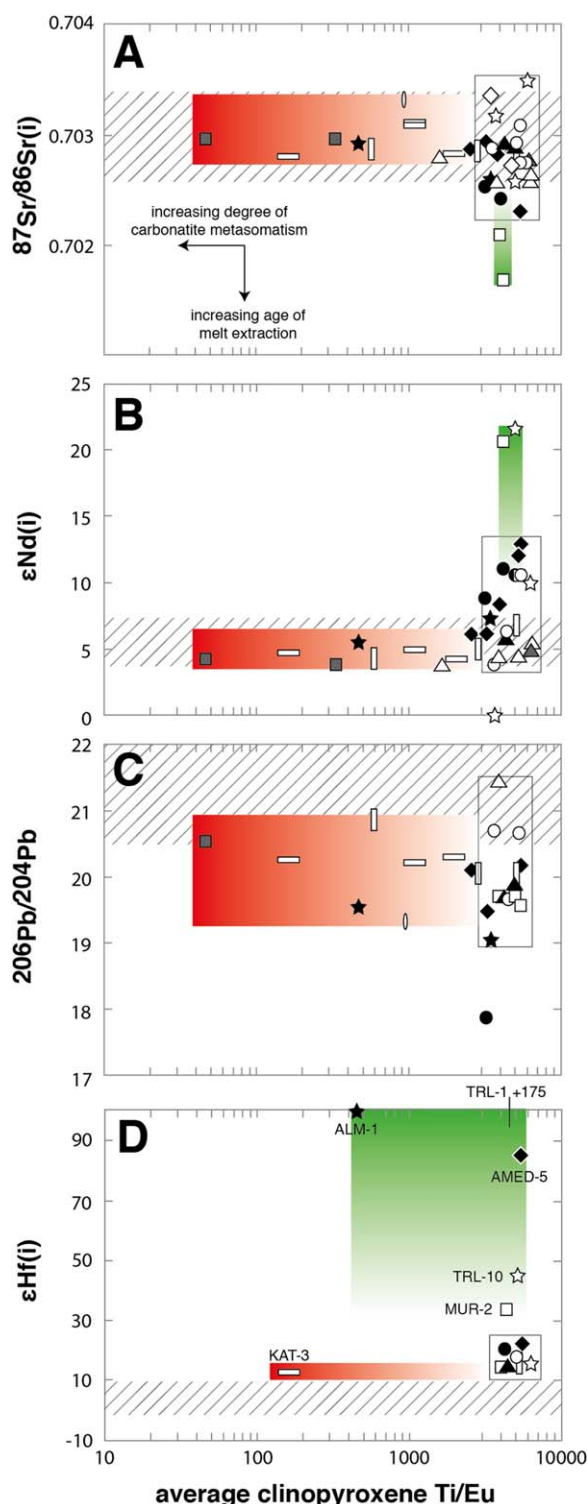 0.704
A
0.703
0.702
87Sr/86Sr(i)
increasing degree of
carbonatite metasomatism
increasing age of
melt extraction
25
B
20
15
10
5
0
εNd(i)
22
C
21
20
19
18
17
206Pb/204Pb
TRL-1 +175
90
D
ALM-1
AMED-5
70
50
TRL-10
MUR-2
30
KAT-3
10
-10
εHf(i)
10
100
1000
10000
average clinopyroxene Ti/Eu